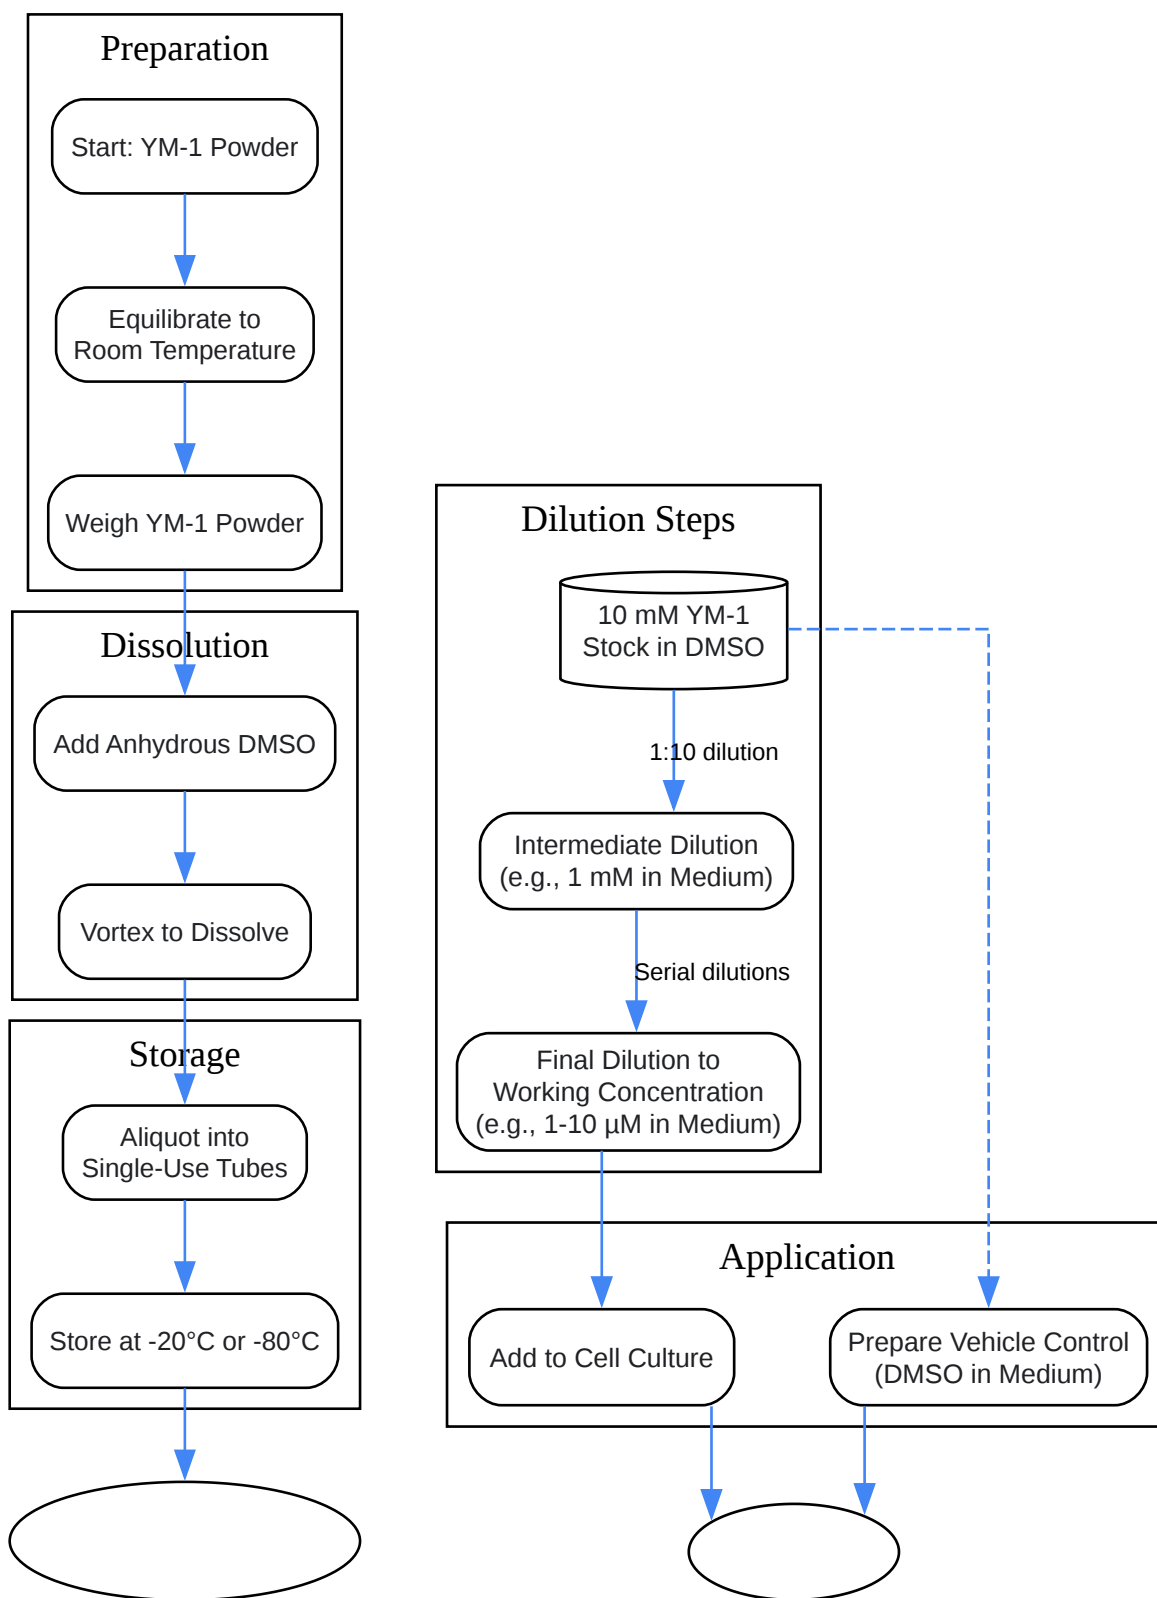 Preparation
Start: YM-1 Powder
Equilibrate to
Room Temperature
Weigh YM-1 Powder
Dissolution
Add Anhydrous DMSO
Vortex to Dissolve
Storage
Aliquot into
Single-Use Tubes
Store at -20°C or -80°C
Dilution Steps
10 mM YM-1
Stock in DMSO
1:10 dilution
Intermediate Dilution
(e.g., 1 mM in Medium)
Serial dilutions
Final Dilution to
Working Concentration
(e.g., 1-10 µM in Medium)
Application
Add to Cell Culture
Prepare Vehicle Control
(DMSO in Medium)